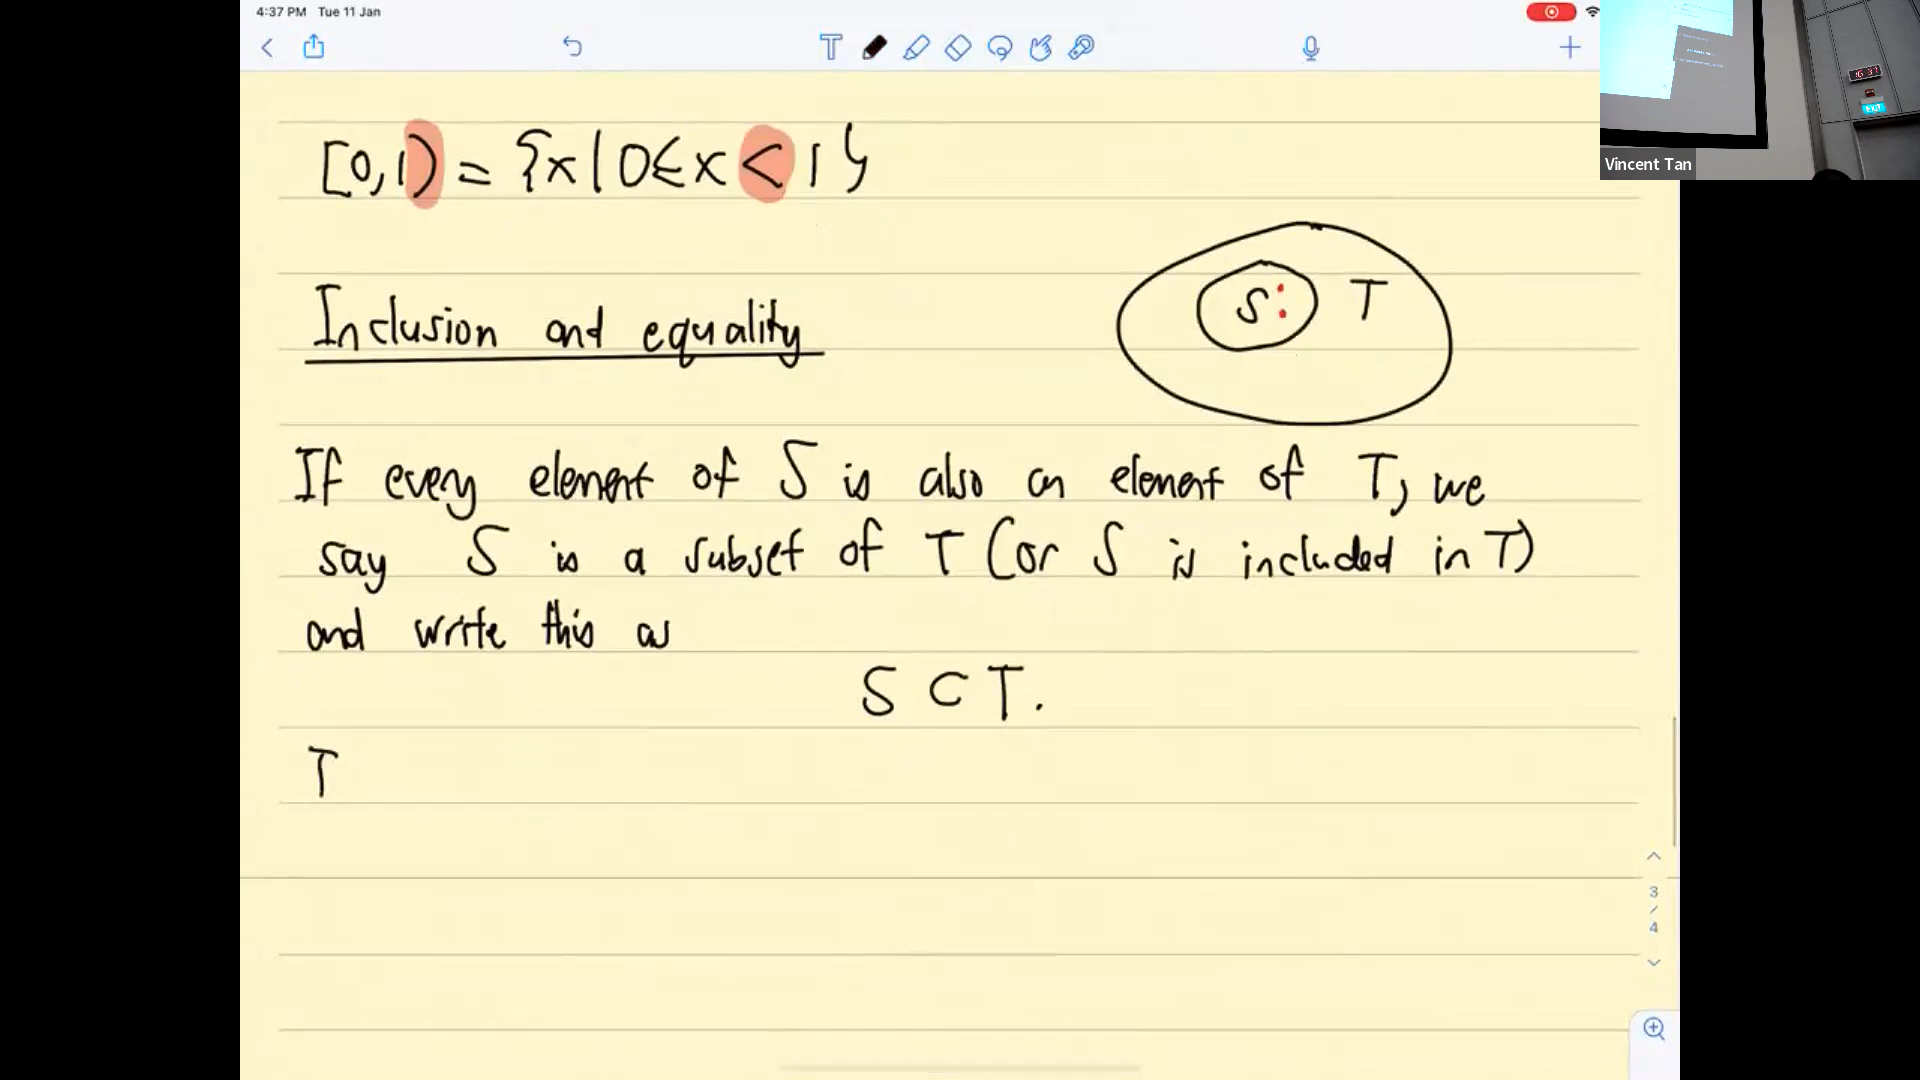 4:37 PM Tue 11 Jan
[0,1) = {x | 0 ≤ x < 1}
Inclusion and equality
S T
If every element of S is also an element of T, we
say S is a subset of T (or S is included in T)
and write this as
S ⊂ T.
T
3
/
4
EXIT
Vincent Tan